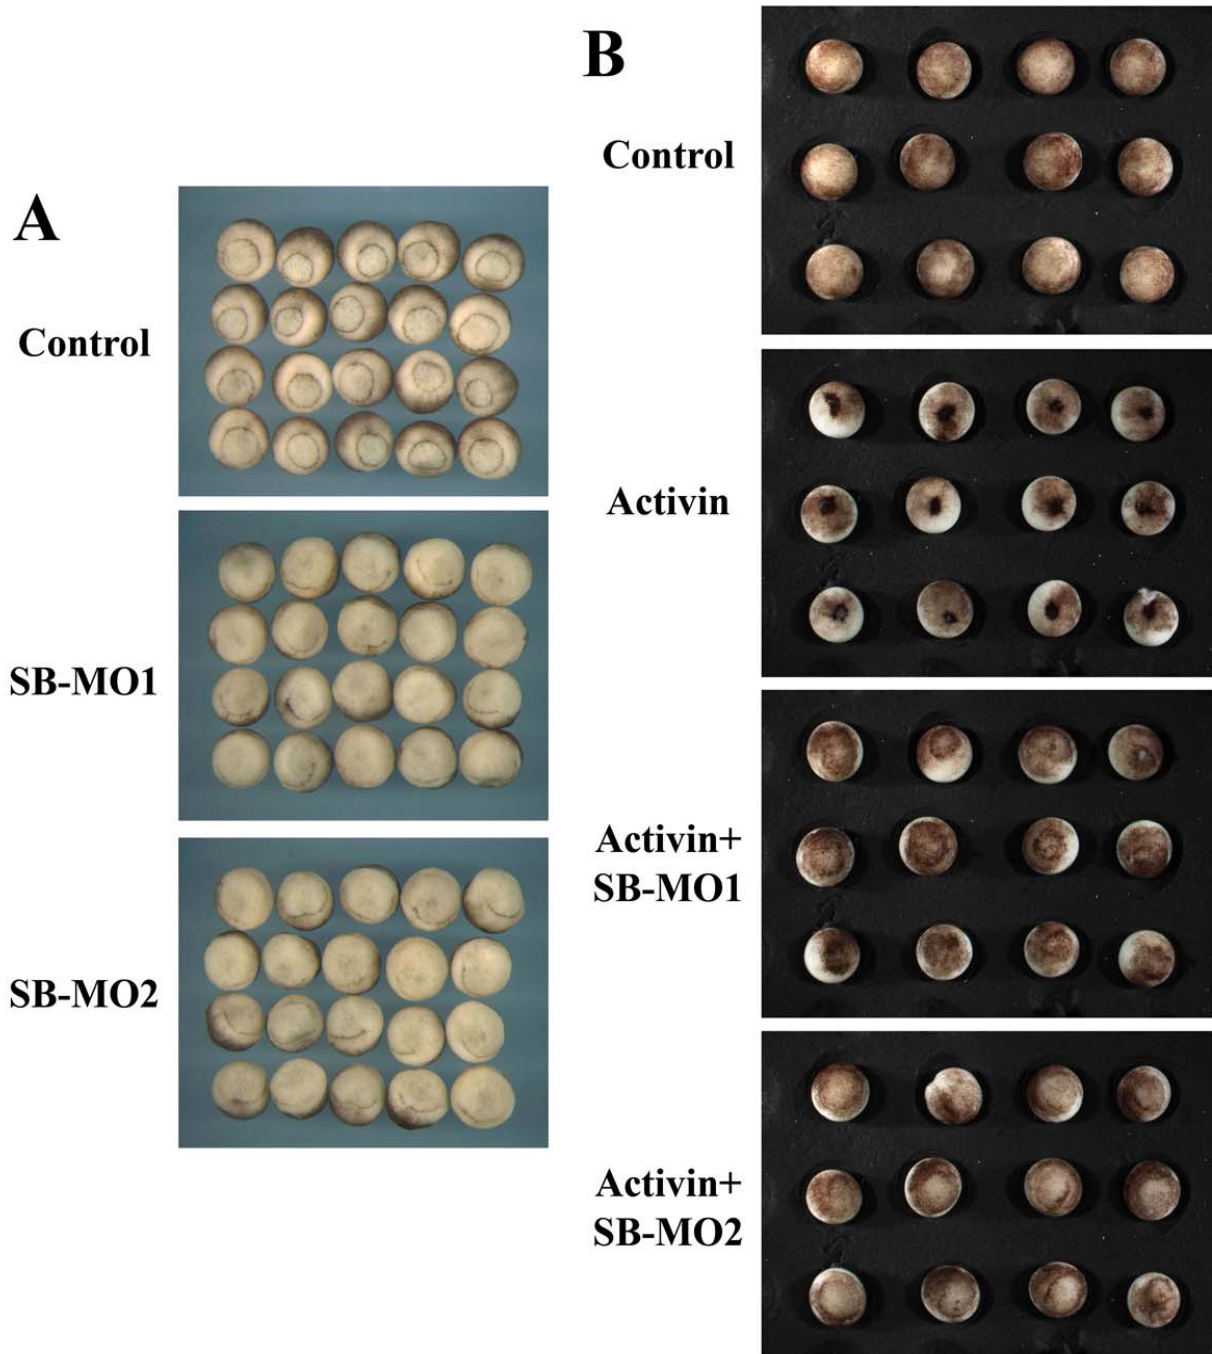 A
Control
SB-MO1
SB-MO2
B
Control
Activin
Activin+
SB-MO1
Activin+
SB-MO2